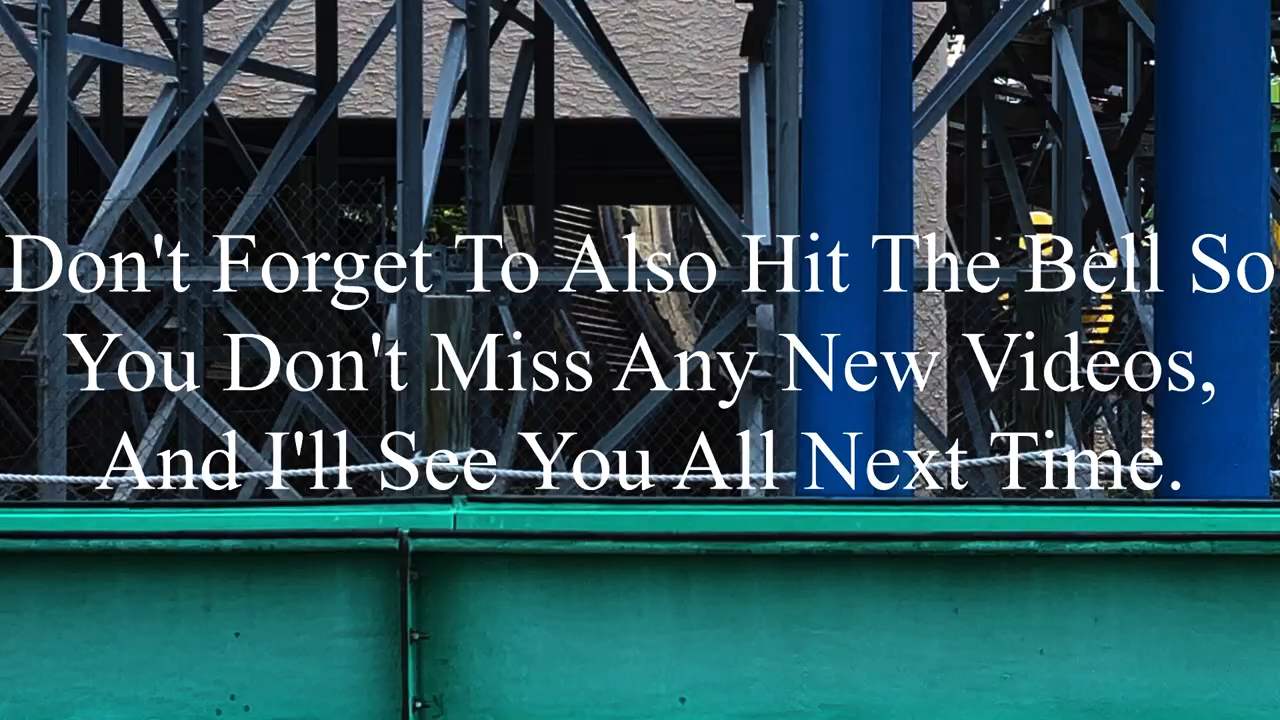 Don't Forget To Also Hit The Bell So
You Don't Miss Any New Videos,
And I'll See You All Next Time.